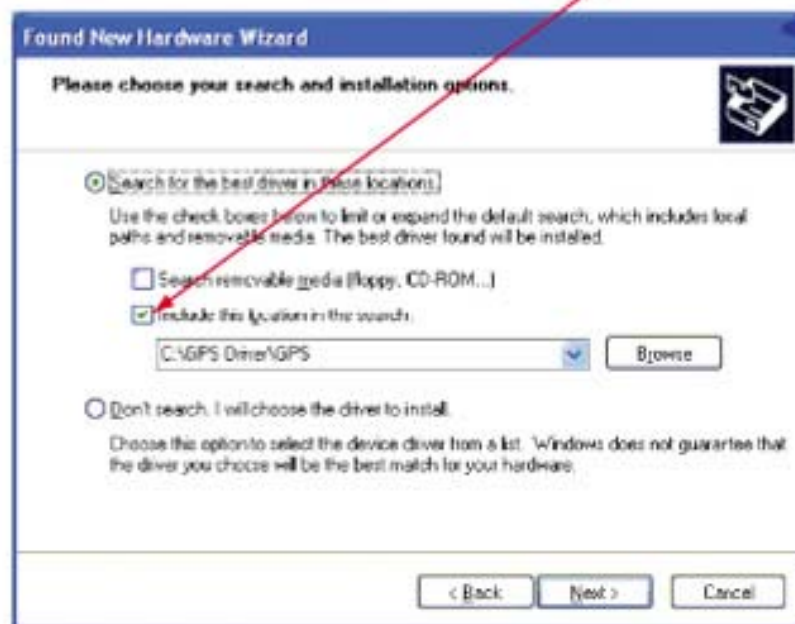 Found New Hardware Wizard
Please choose your search and installation options.
Search for the best driver in these locations.
Use the check boxes below to limit or expand the default search, which includes local
paths and removable media. The best driver found will be installed.
Search removable media (floppy, CD-ROM...)
Include this location in the search:
C:\GPS Driver\GPS
Browse
Don't search. I will choose the driver to install.
Choose this option to select the device driver from a list. Windows does not guarantee that
the driver you choose will be the best match for your hardware.
< Back
Next >
Cancel